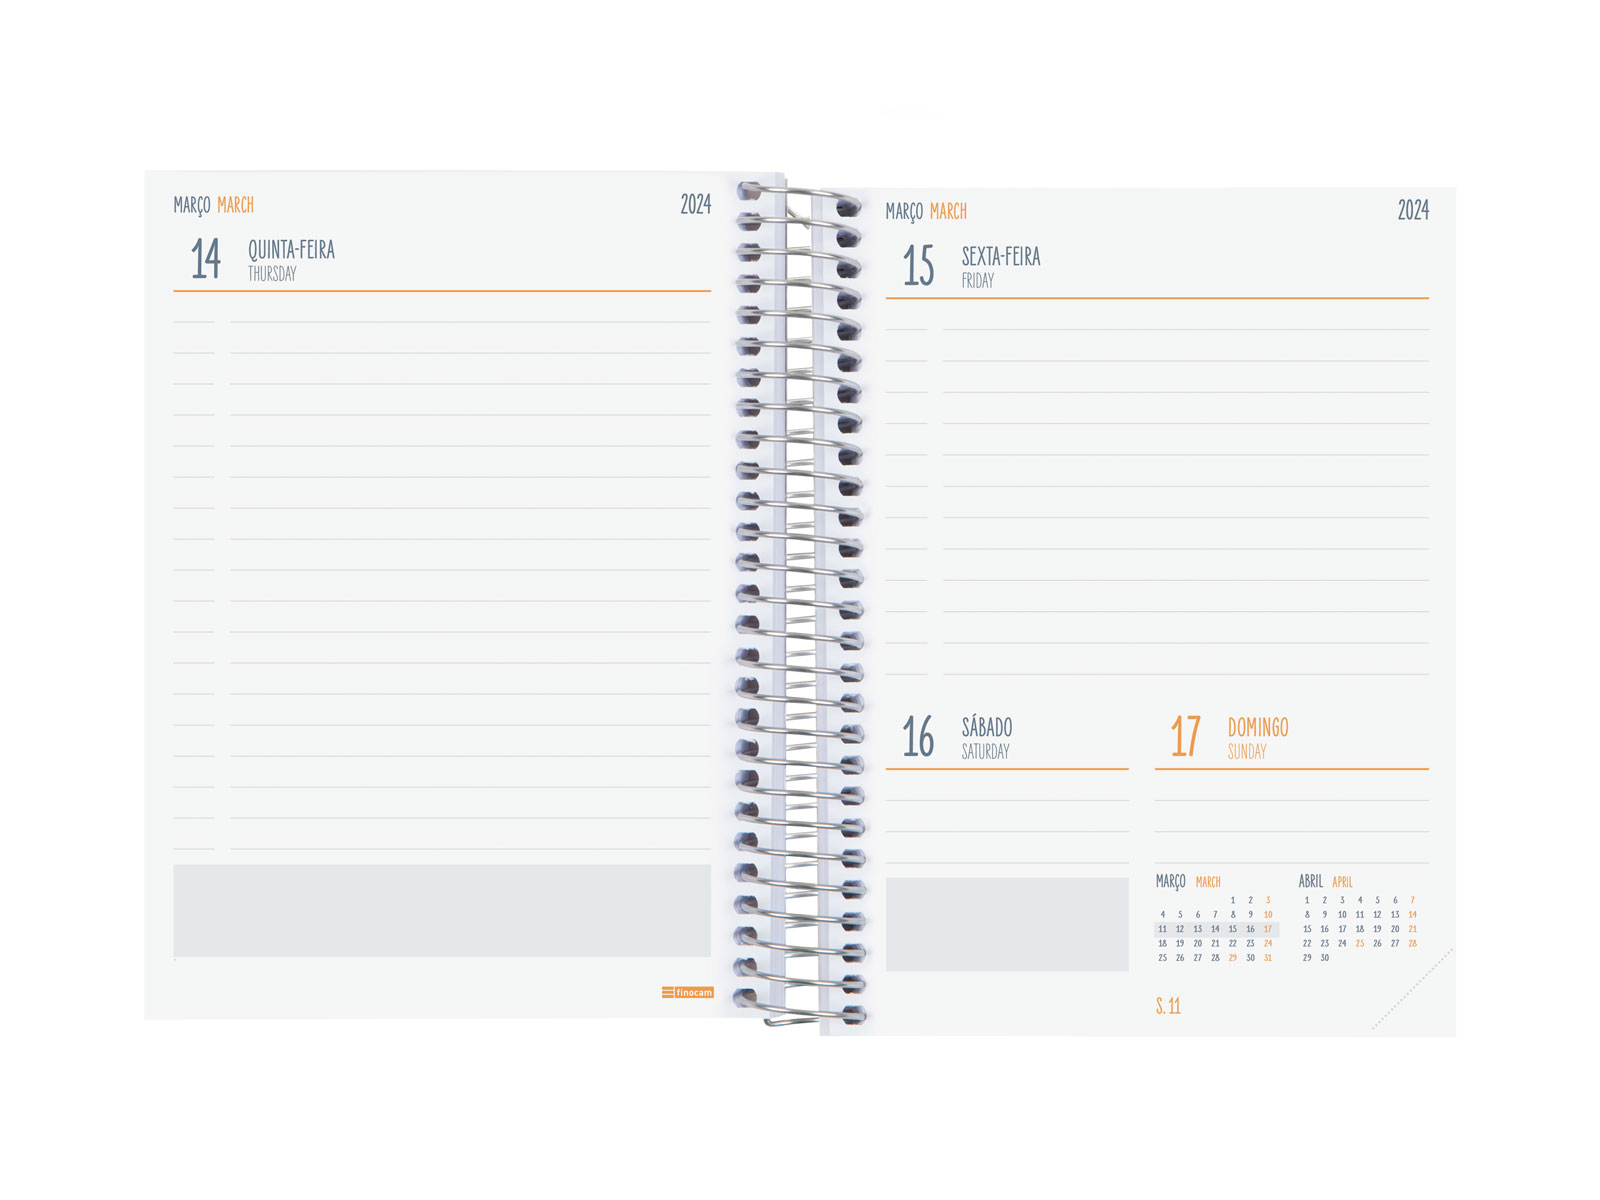 MARÇO MARCH 2024
14 QUINTA-FEIRA
THURSDAY
finocam
MARÇO MARCH 2024
15 SEXTA-FEIRA
FRIDAY
16 SÁBADO
SATURDAY
17 DOMINGO
SUNDAY
MARÇO MARCH
1 2 3
4 5 6 7 8 9 10
11 12 13 14 15 16 17
18 19 20 21 22 23 24
25 26 27 28 29 30 31
ABRIL APRIL
1 2 3 4 5 6 7
8 9 10 11 12 13 14
15 16 17 18 19 20 21
22 23 24 25 26 27 28
29 30
S. 11